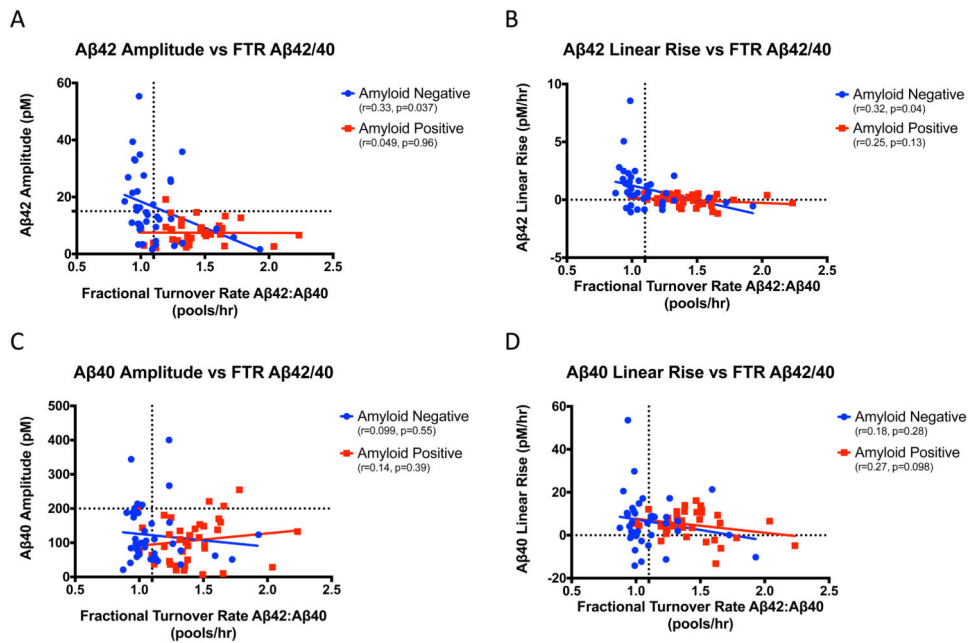 A
Aβ42 Amplitude vs FTR Aβ42/40
Aβ42 Amplitude (pM)
60
40
20
0
0.5 1.0 1.5 2.0 2.5
Fractional Turnover Rate Aβ42:Aβ40
(pools/hr)
Amyloid Negative
(r=0.33, p=0.037)
Amyloid Positive
(r=0.049, p=0.96)
B
Aβ42 Linear Rise vs FTR Aβ42/40
Aβ42 Linear Rise (pM/hr)
10
5
0
-5
0.5 1.0 1.5 2.0 2.5
Fractional Turnover Rate Aβ42:Aβ40
(pools/hr)
Amyloid Negative
(r=0.32, p=0.04)
Amyloid Positive
(r=0.25, p=0.13)
C
Aβ40 Amplitude vs FTR Aβ42/40
Aβ40 Amplitude (pM)
500
400
300
200
100
0
0.5 1.0 1.5 2.0 2.5
Fractional Turnover Rate Aβ42:Aβ40
(pools/hr)
Amyloid Negative
(r=0.099, p=0.55)
Amyloid Positive
(r=0.14, p=0.39)
D
Aβ40 Linear Rise vs FTR Aβ42/40
Aβ40 Linear Rise (pM/hr)
60
40
20
0
-20
0.5 1.0 1.5 2.0 2.5
Fractional Turnover Rate Aβ42:Aβ40
(pools/hr)
Amyloid Negative
(r=0.18, p=0.28)
Amyloid Positive
(r=0.27, p=0.098)